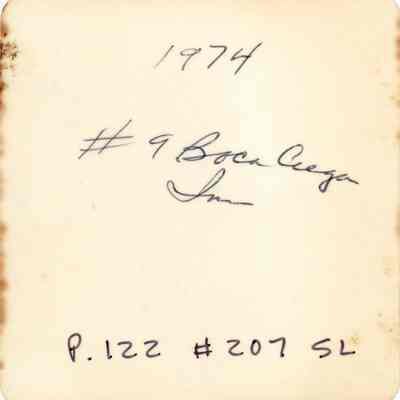 1974
# 9 Boca Ciega
Inn
P. 122 #207 SL